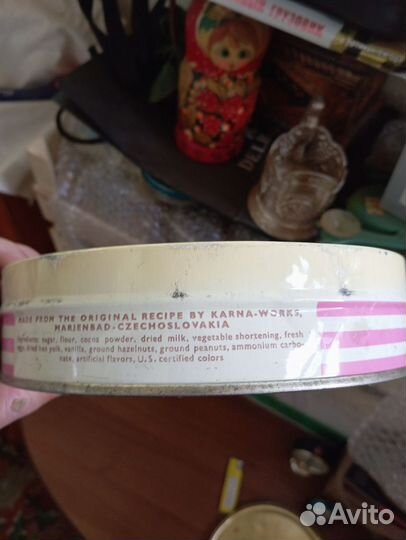 MADE FROM THE ORIGINAL RECIPE BY KARNA-WORKS,
MARIENBAD-CZECHOSLOVAKIA
Ingredients: sugar, flour, cocoa powder, dried milk, vegetable shortening, fresh
eggs, dried hen yolk, vanilla, ground hazelnuts, ground peanuts, ammonium carbo-
nate, artificial flavors, U.S. certified colors
Avito